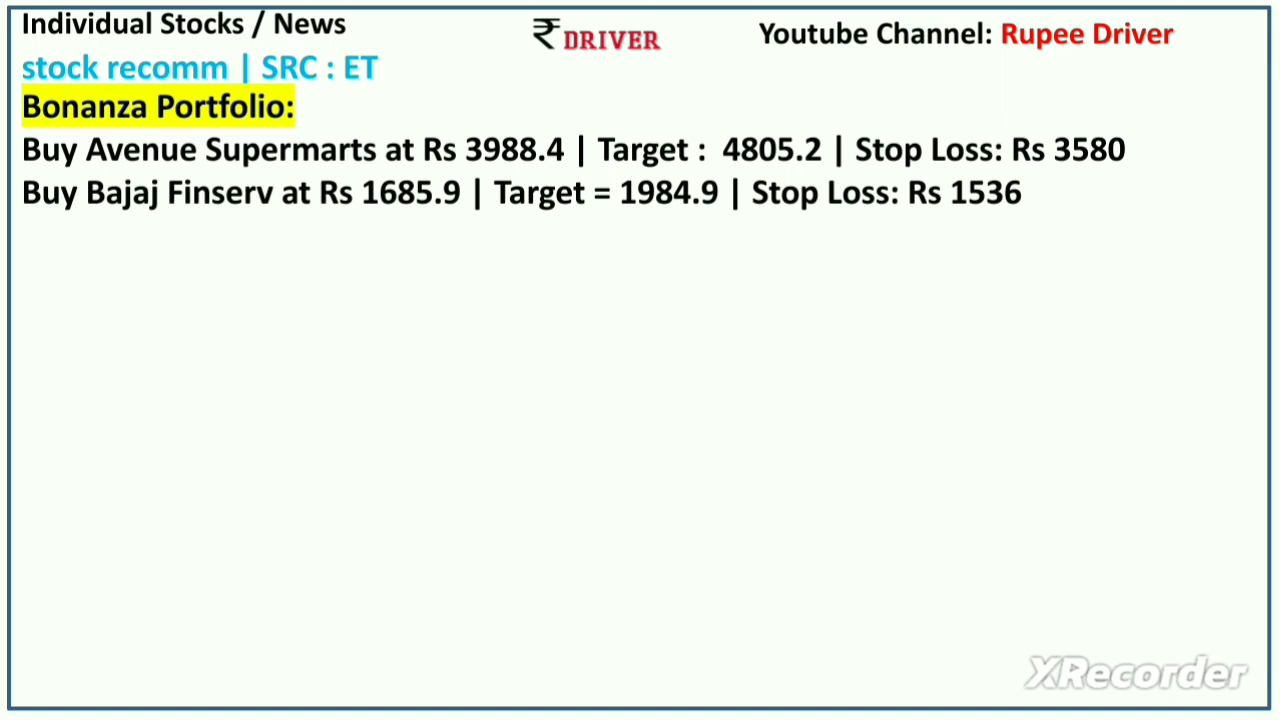 Individual Stocks / News
₹ DRIVER
Youtube Channel: Rupee Driver
stock recomm | SRC : ET
Bonanza Portfolio:
Buy Avenue Supermarts at Rs 3988.4 | Target :  4805.2 | Stop Loss: Rs 3580
Buy Bajaj Finserv at Rs 1685.9 | Target = 1984.9 | Stop Loss: Rs 1536
XRecorder